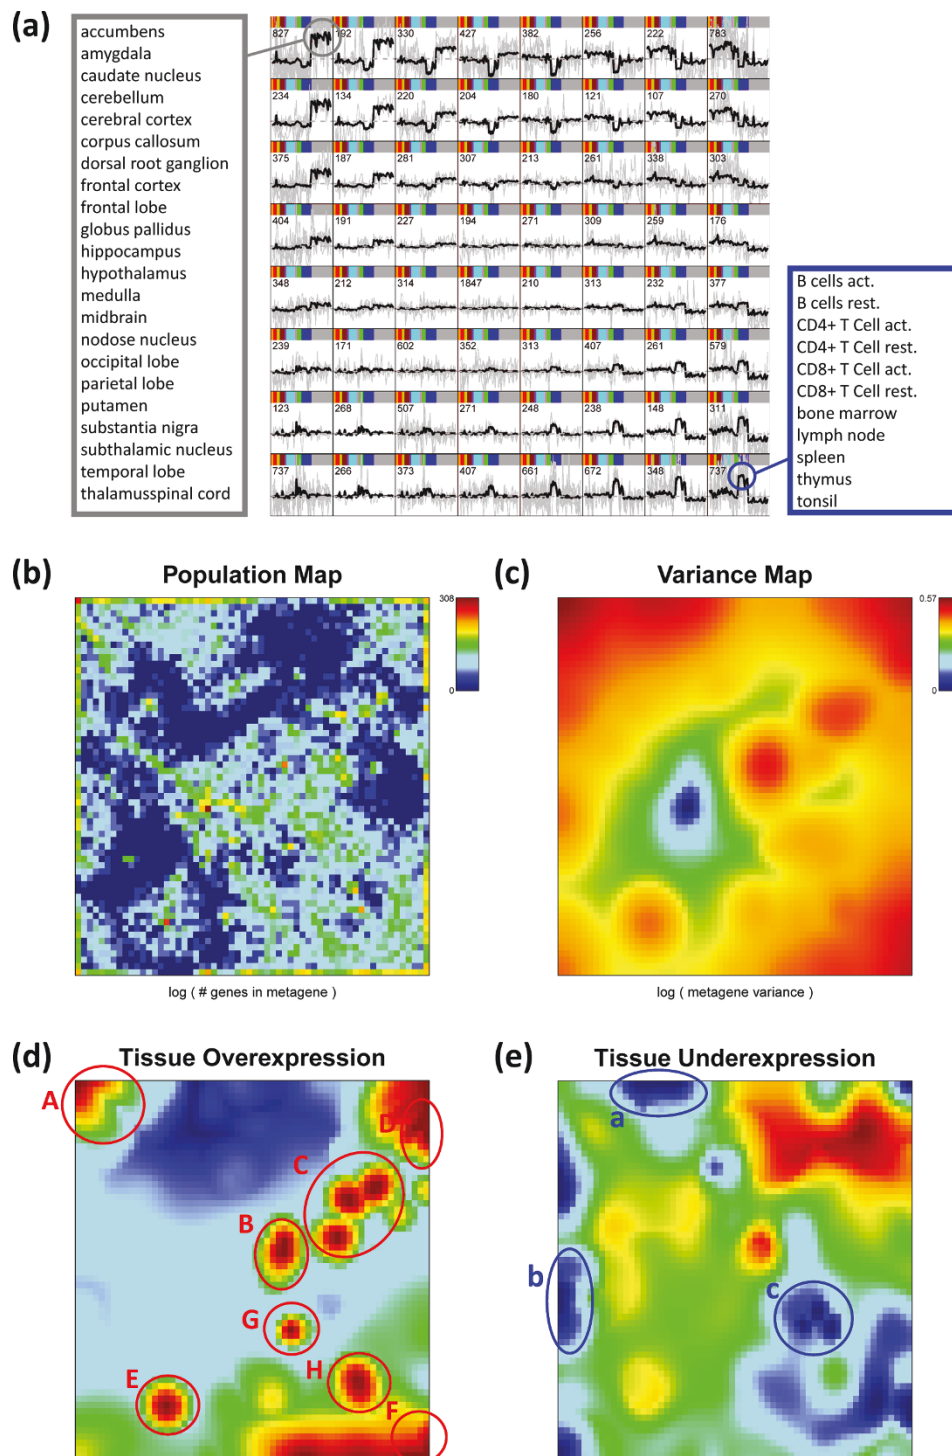 (a)
accumbens
amygdala
caudate nucleus
cerebellum
cerebral cortex
corpus callosum
dorsal root ganglion
frontal cortex
frontal lobe
globus pallidus
hippocampus
hypothalamus
medulla
midbrain
nodose nucleus
occipital lobe
parietal lobe
putamen
substantia nigra
subthalamic nucleus
temporal lobe
thalamusspinal cord
827 192 330 427 382 256 222 783
234 134 220 204 180 121 107 270
375 187 281 307 213 261 338 303
404 191 227 194 271 309 259 176
348 212 314 1847 210 313 232 377
239 171 602 352 313 407 261 579
123 268 507 271 248 238 148 311
737 266 373 407 661 672 348 737
B cells act.
B cells rest.
CD4+ T Cell act.
CD4+ T Cell rest.
CD8+ T Cell act.
CD8+ T Cell rest.
bone marrow
lymph node
spleen
thymus
tonsil
(b)
Population Map
308
0
log ( # genes in metagene )
(c)
Variance Map
0.57
0
log ( metagene variance )
(d)
Tissue Overexpression
A
D
C
B
G
H
E
F
(e)
Tissue Underexpression
a
b
c